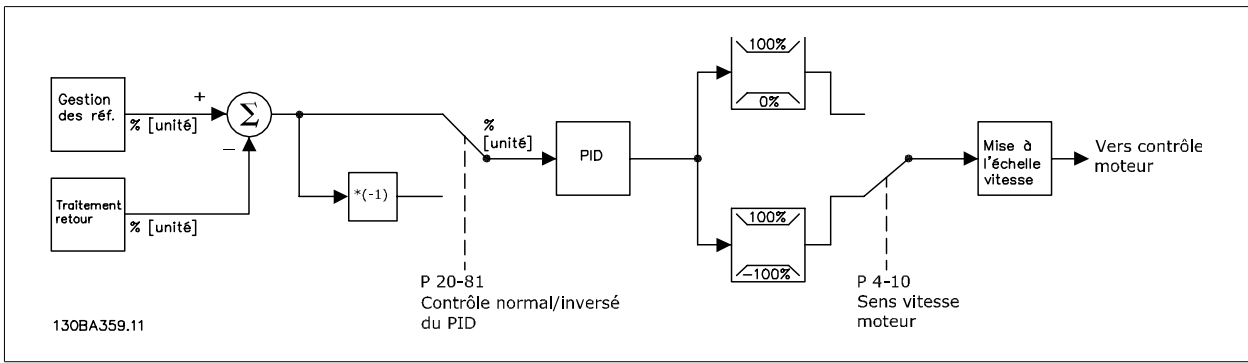 Gestion
des réf.
+
% [unité]
Σ
−
Traitement
retour
% [unité]
*(-1)
%
[unité]
P 20-81
Contrôle normal/inversé
du PID
PID
100%
0%
100%
−100%
P 4-10
Sens vitesse
moteur
Mise à
l'échelle
vitesse
Vers contrôle
moteur
130BA359.11